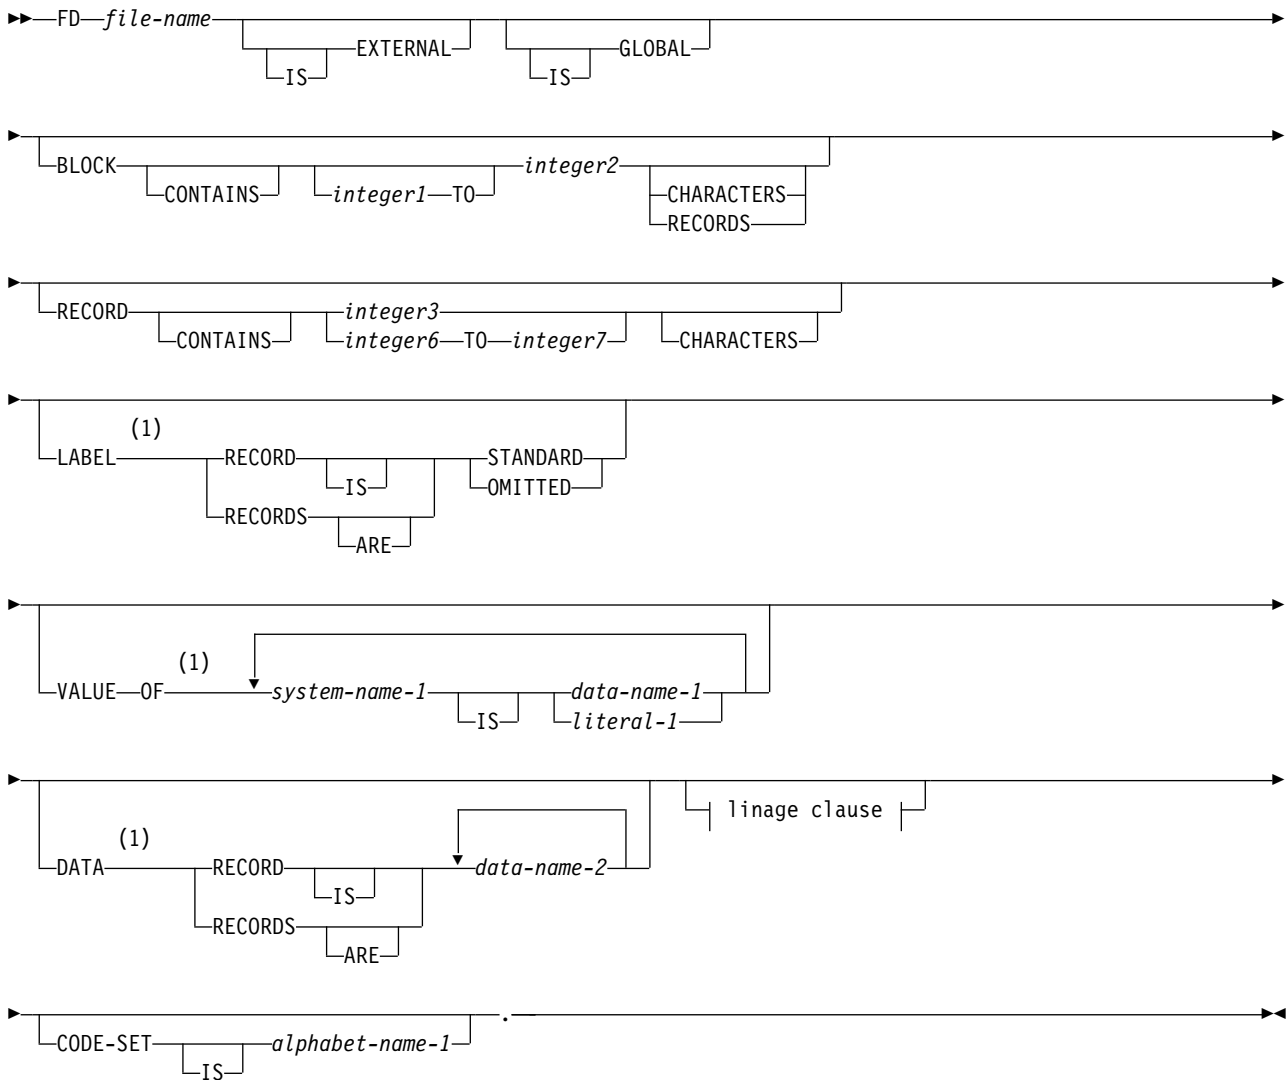 FD file-name
EXTERNAL GLOBAL
IS IS
BLOCK integer2
CONTAINS integer1 TO CHARACTERS
RECORDS
RECORD integer3
CONTAINS integer6 TO integer7 CHARACTERS
(1)
LABEL RECORD STANDARD
IS OMITTED
RECORDS
ARE
(1)
VALUE OF system-name-1 data-name-1
IS literal-1
linage clause
(1)
DATA RECORD data-name-2
IS
RECORDS
ARE
.
CODE-SET alphabet-name-1
IS